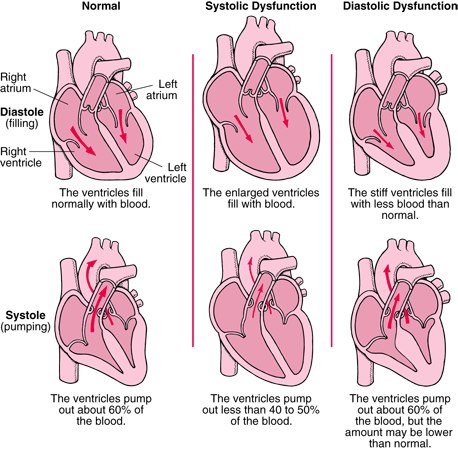 Normal
Systolic Dysfunction
Diastolic Dysfunction
Right
atrium
Left
atrium
Diastole
(filling)
Right
ventricle
Left
ventricle
The ventricles fill
normally with blood.
The enlarged ventricles
fill with blood.
The stiff ventricles fill
with less blood than
normal.
Systole
(pumping)
The ventricles pump
out about 60% of
the blood.
The ventricles pump
out less than 40 to 50%
of the blood.
The ventricles pump
out about 60% of
the blood, but the
amount may be lower
than normal.